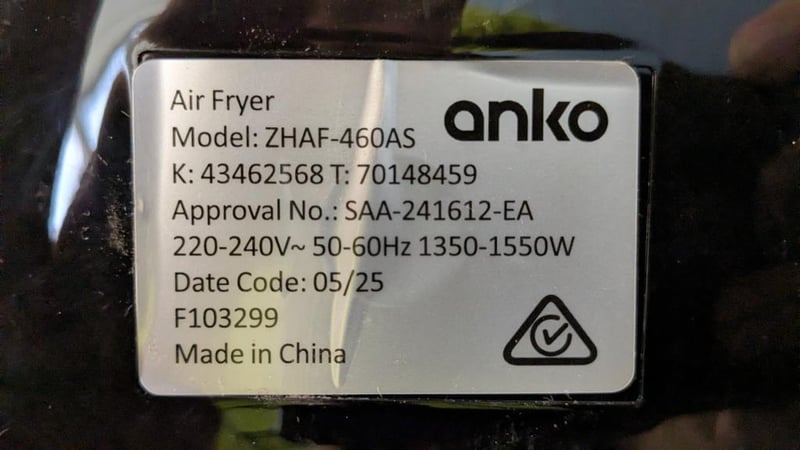 Air Fryer
anko
Model: ZHAF-460AS
K: 43462568 T: 70148459
Approval No.: SAA-241612-EA
220-240V~ 50-60Hz 1350-1550W
Date Code: 05/25
F103299
Made in China